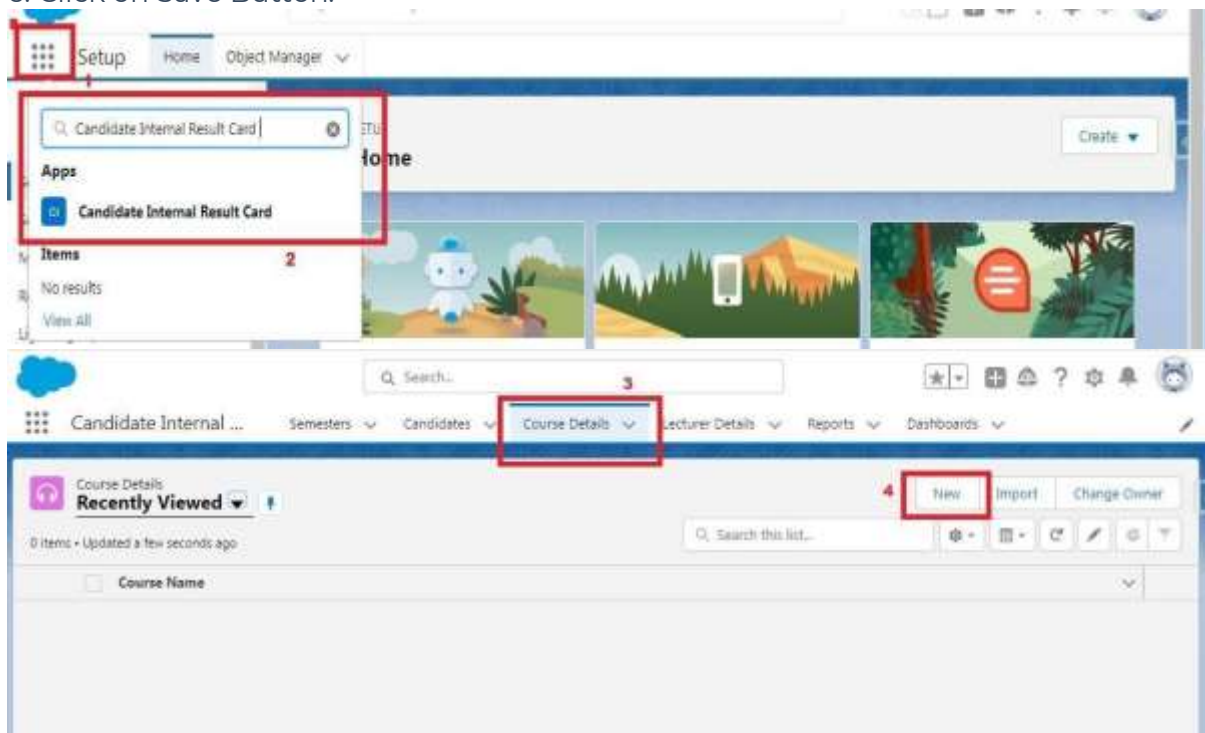 Setup Home Object Manager
1
Candidate Internal Result Card
Create
Home
Apps
Candidate Internal Result Card
Items
2
No results
View All
Search...
3
Candidate Internal ... Semesters Candidates Course Details Lecturer Details Reports Dashboards
Course Details
Recently Viewed
4
New Import Change Owner
0 items • Updated a few seconds ago
Search this list...
Course Name